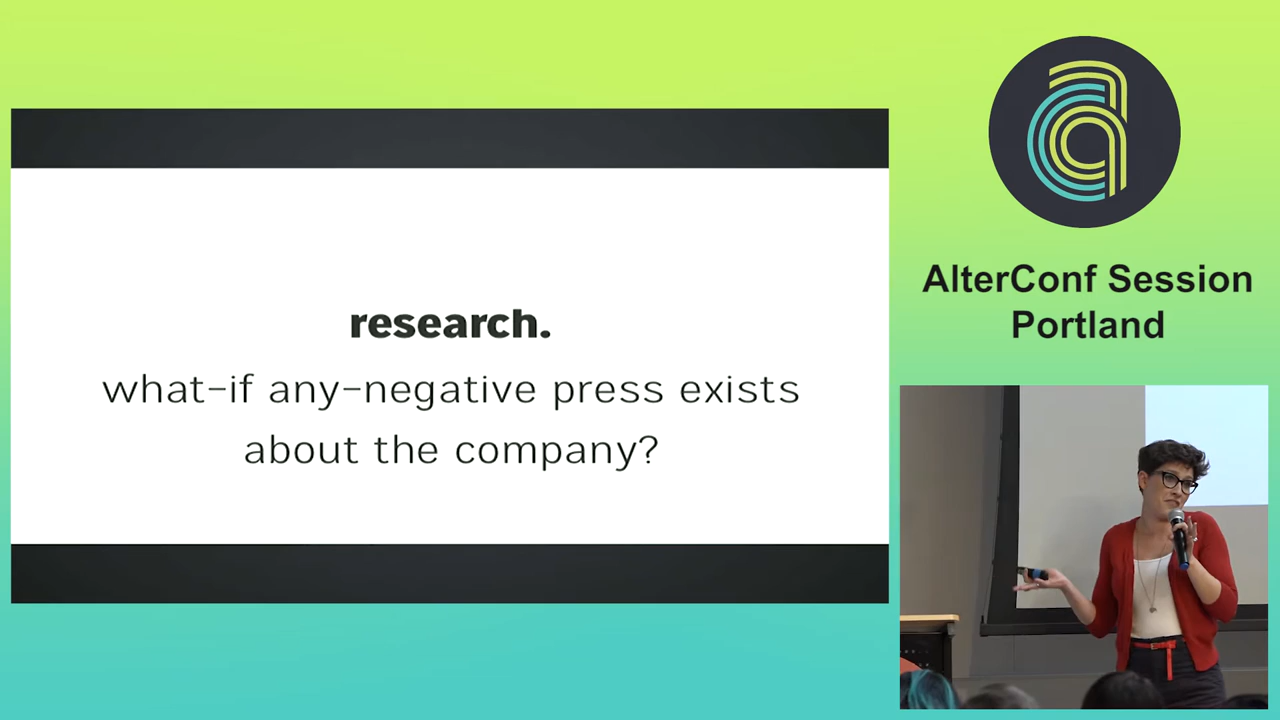 research.
what-if any-negative press exists
about the company?
AlterConf Session
Portland